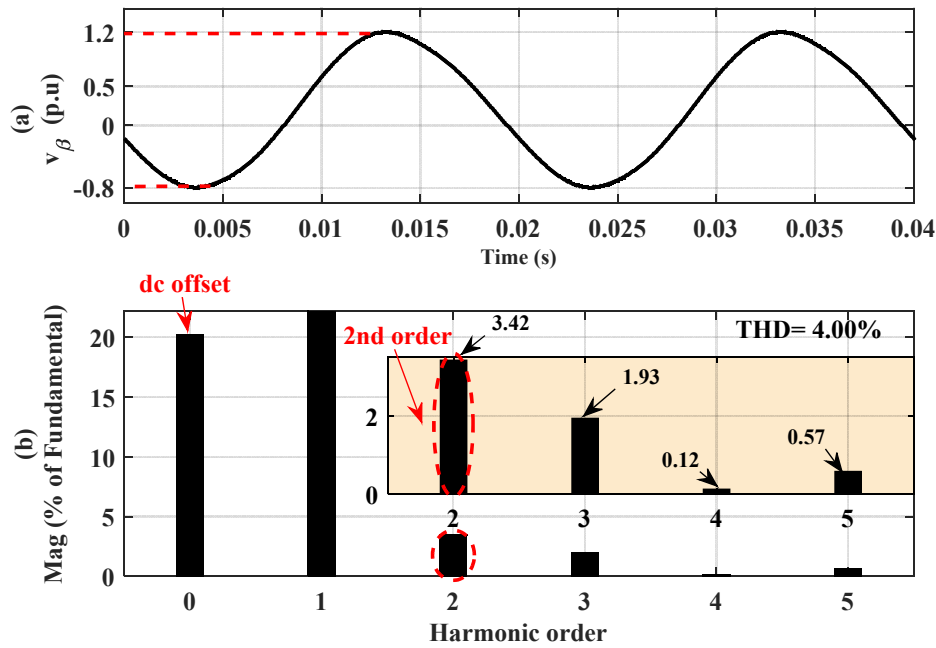 1.2
0.5
0
-0.8
(a)
vβ (p.u)
0 0.005 0.01 0.015 0.02 0.025 0.03 0.035 0.04
Time (s)
dc offset
2nd order
3.42
THD= 4.00%
1.93
0.12
0.57
2
0
2 3 4 5
20
15
10
5
0
(b)
Mag (% of Fundamental)
0 1 2 3 4 5
Harmonic order